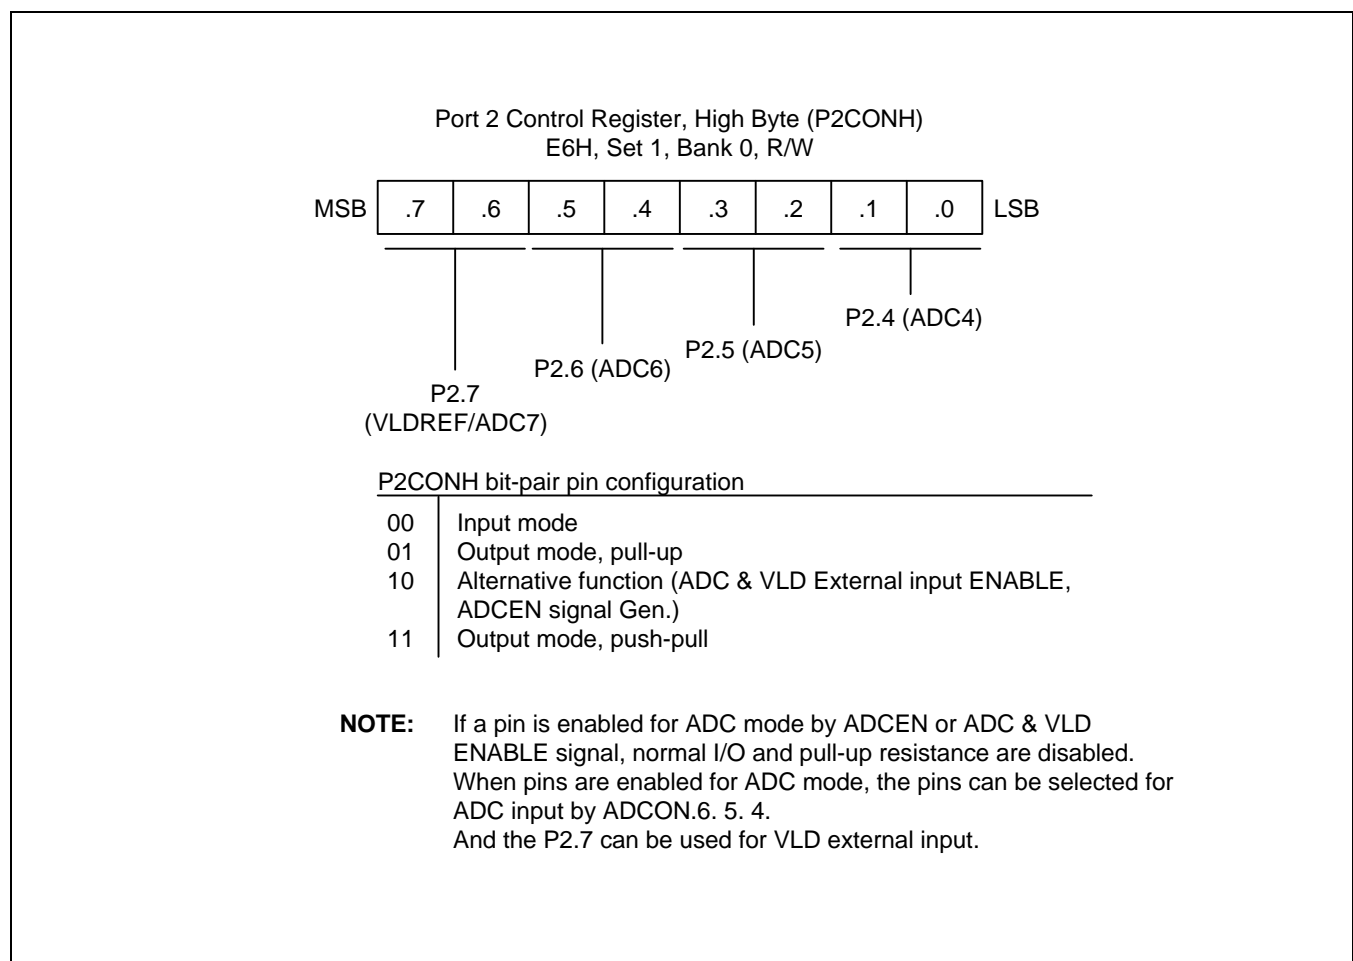 Port 2 Control Register, High Byte (P2CONH)
E6H, Set 1, Bank 0, R/W
MSB .7 .6 .5 .4 .3 .2 .1 .0 LSB
P2.4 (ADC4)
P2.5 (ADC5)
P2.6 (ADC6)
P2.7
(VLDREF/ADC7)
P2CONH bit-pair pin configuration
00 Input mode
01 Output mode, pull-up
10 Alternative function (ADC & VLD External input ENABLE,
ADCEN signal Gen.)
11 Output mode, push-pull
NOTE: If a pin is enabled for ADC mode by ADCEN or ADC & VLD
ENABLE signal, normal I/O and pull-up resistance are disabled.
When pins are enabled for ADC mode, the pins can be selected for
ADC input by ADCON.6. 5. 4.
And the P2.7 can be used for VLD external input.